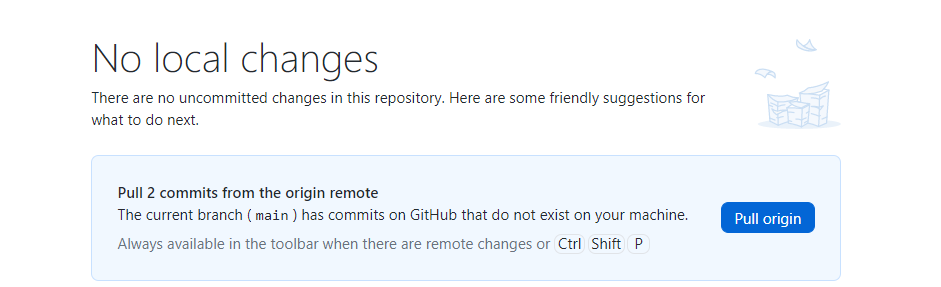 No local changes
There are no uncommitted changes in this repository. Here are some friendly suggestions for
what to do next.
Pull 2 commits from the origin remote
The current branch ( main ) has commits on GitHub that do not exist on your machine.
Pull origin
Always available in the toolbar when there are remote changes or Ctrl Shift P